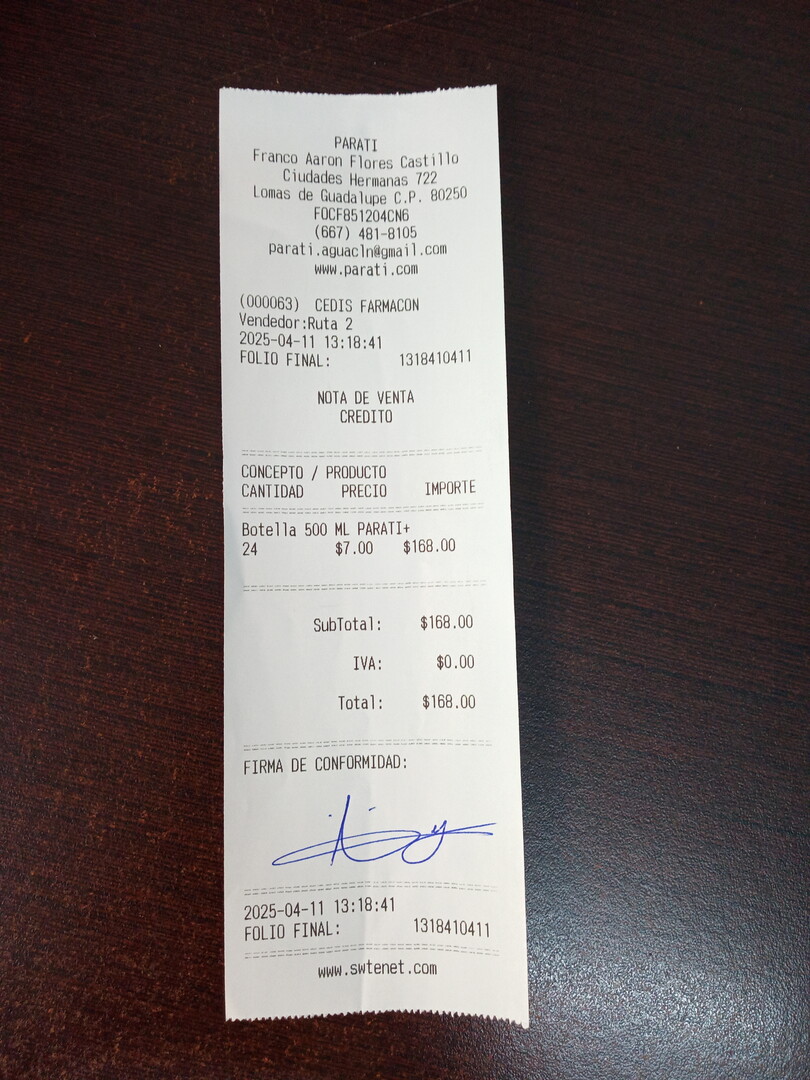 PARATI
Franco Aaron Flores Castillo
Ciudades Hermanas 722
Lomas de Guadalupe C.P. 80250
FOCF851204CN6
(667) 481-8105
parati.aguacln@gmail.com
www.parati.com
(000063) CEDIS FARMACON
Vendedor:Ruta 2
2025-04-11 13:18:41
FOLIO FINAL: 1318410411
NOTA DE VENTA
CREDITO
CONCEPTO / PRODUCTO
CANTIDAD PRECIO IMPORTE
Botella 500 ML PARATI+
24 $7.00 $168.00
SubTotal: $168.00
IVA: $0.00
Total: $168.00
FIRMA DE CONFORMIDAD:
2025-04-11 13:18:41
FOLIO FINAL: 1318410411
www.swtenet.com